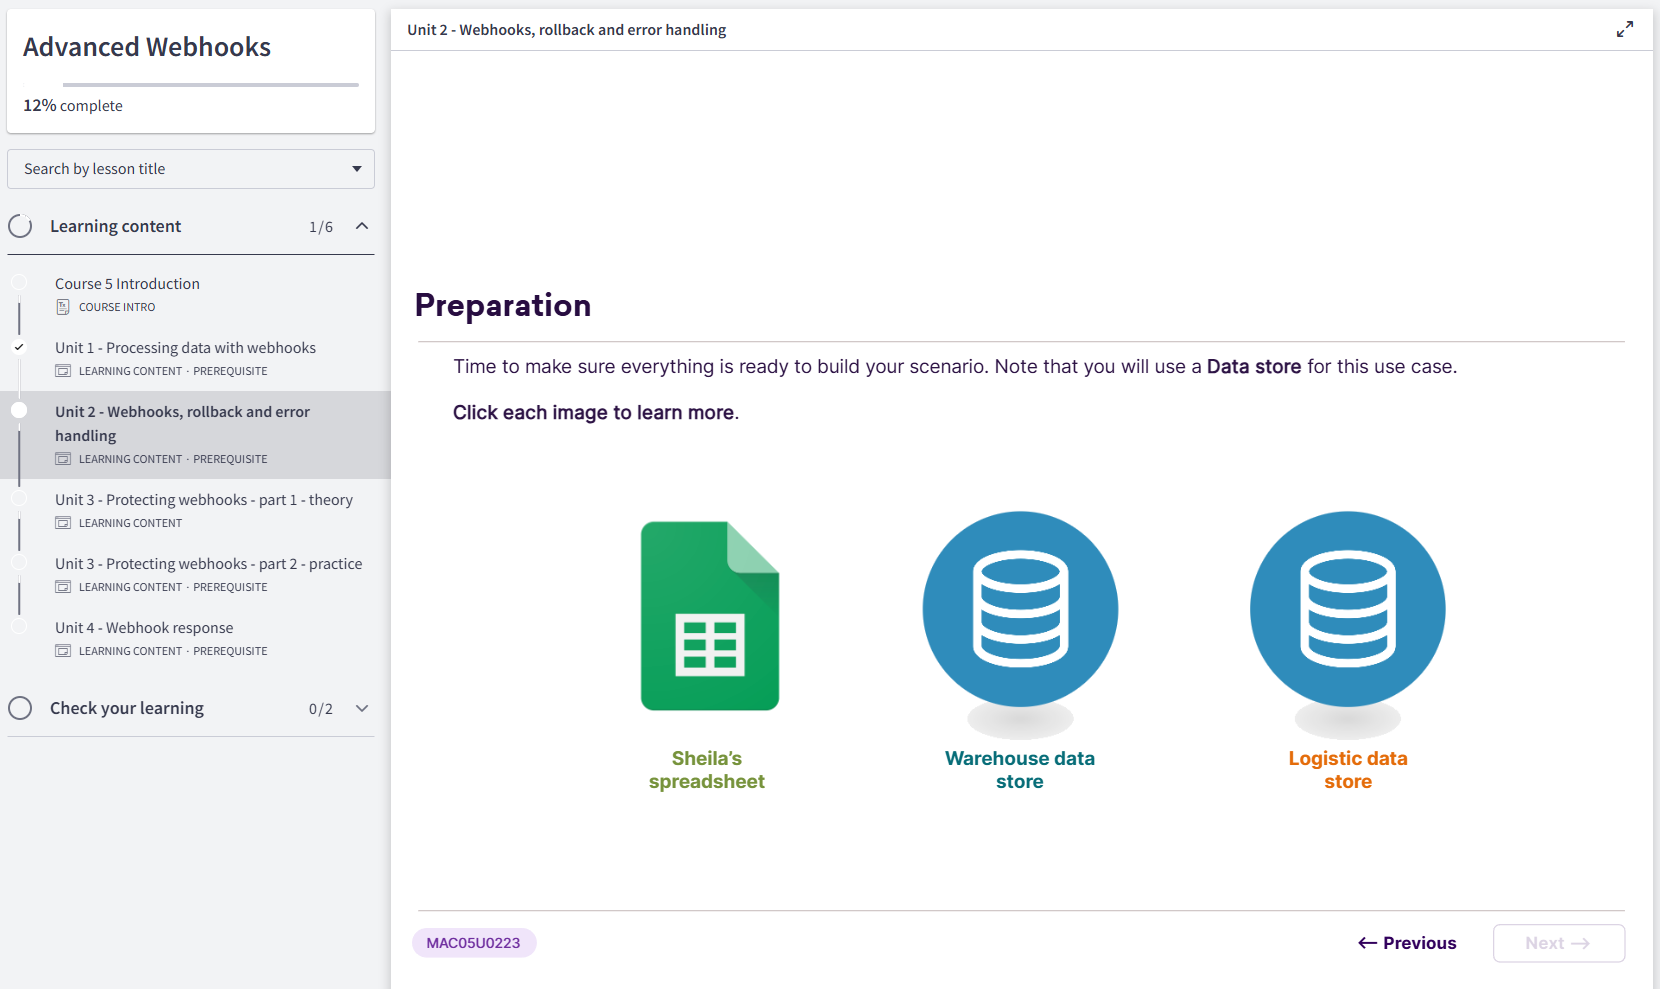 Advanced Webhooks
12% complete
Search by lesson title
Learning content 1/6
Course 5 Introduction
COURSE INTRO
Unit 1 - Processing data with webhooks
LEARNING CONTENT · PREREQUISITE
Unit 2 - Webhooks, rollback and error
handling
LEARNING CONTENT · PREREQUISITE
Unit 3 - Protecting webhooks - part 1 - theory
LEARNING CONTENT
Unit 3 - Protecting webhooks - part 2 - practice
LEARNING CONTENT · PREREQUISITE
Unit 4 - Webhook response
LEARNING CONTENT · PREREQUISITE
Check your learning 0/2
Unit 2 - Webhooks, rollback and error handling
Preparation
Time to make sure everything is ready to build your scenario. Note that you will use a Data store for this use case.
Click each image to learn more.
Sheila’s
spreadsheet
Warehouse data
store
Logistic data
store
MAC05U0223
← Previous
Next →